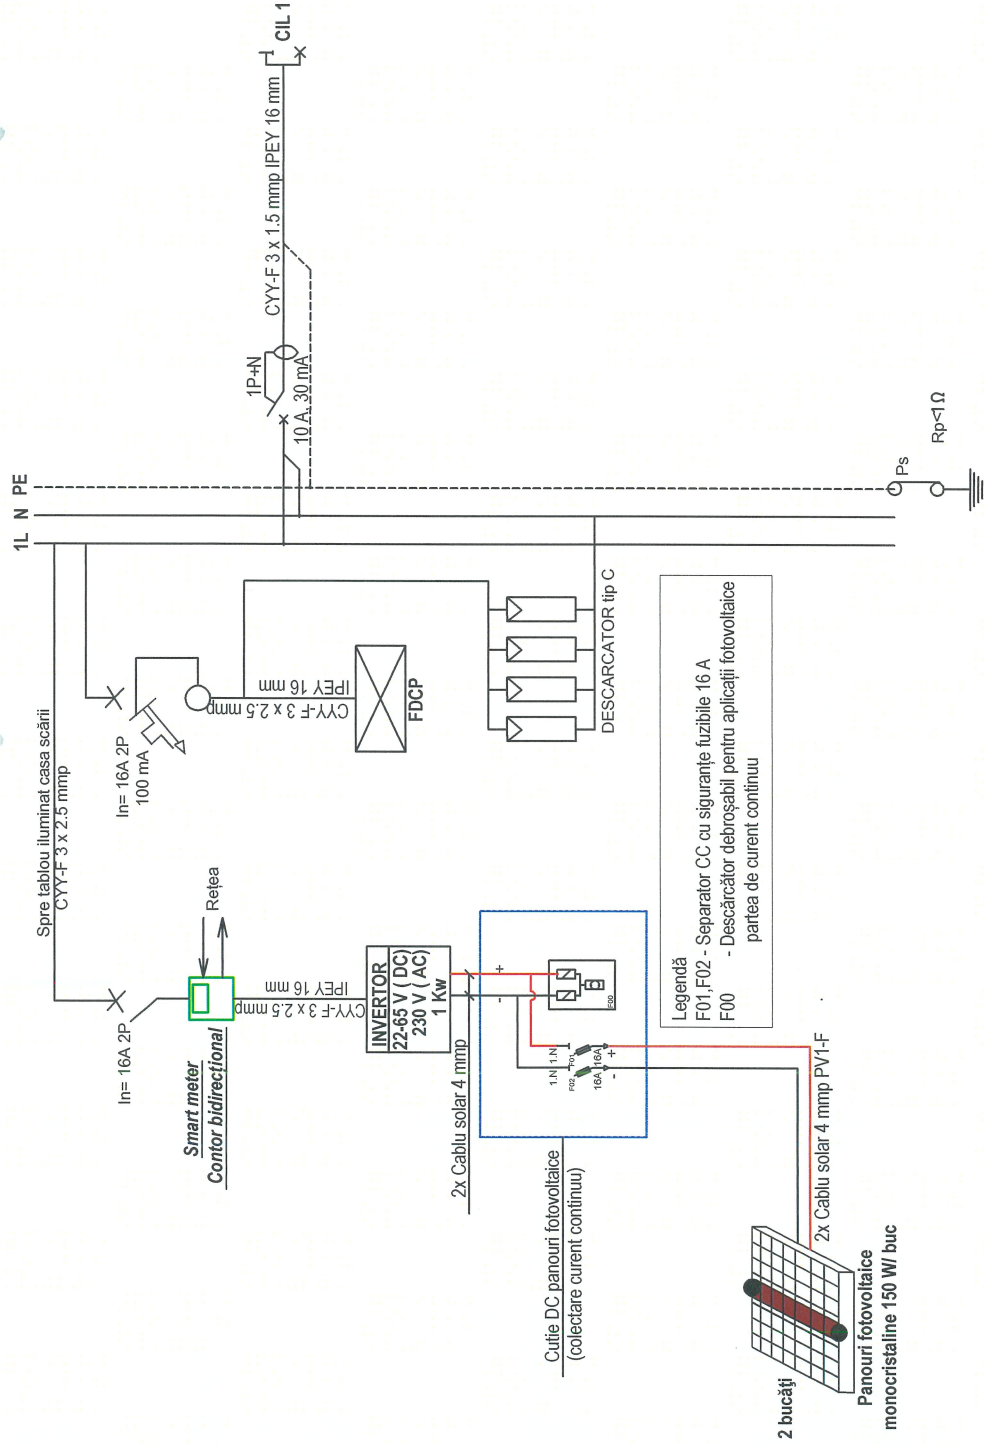 CIL 1
CYY-F 3 x 1.5 mmp IPEY 16 mm
1P+N
10 A, 30 mA
1L N PE
Ps
Rp<1Ω
Spre tablou iluminat casa scării
CYY-F 3 x 2.5 mmp
In= 16A 2P
100 mA
CYY-F 3 x 2.5 mmp
IPEY 16 mm
FDCP
DESCARCATOR tip C
In= 16A 2P
Rețea
Smart meter
Contor bidirecțional
CYY-F 3 x 2.5 mmp
IPEY 16 mm
INVERTOR
22-65 V ( DC)
230 V ( AC)
1 Kw
2x Cablu solar 4 mmp
- +
F00
1.N 1.N
F02 F01
16A 16A
- +
Cutie DC panouri fotovoltaice
(colectare curent continuu)
Legendă
F01,F02 - Separator CC cu siguranțe fuzibile 16 A
F00 - Descărcător debroșabil pentru aplicații fotovoltaice
partea de curent continuu
2x Cablu solar 4 mmp PV1-F
2 bucăți
Panouri fotovoltaice
monocristaline 150 W/ buc